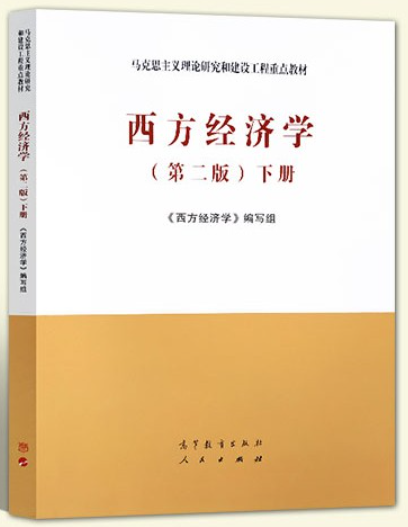 马克思主义理论研究和建设工程重点教材
西方经济学
（第二版）下册
《西方经济学》编写组
高等教育出版社
人民出版社
马克思主义理论研究
和建设工程重点教材
西方经济学
（第二版）下册
《西方经济学》编写组